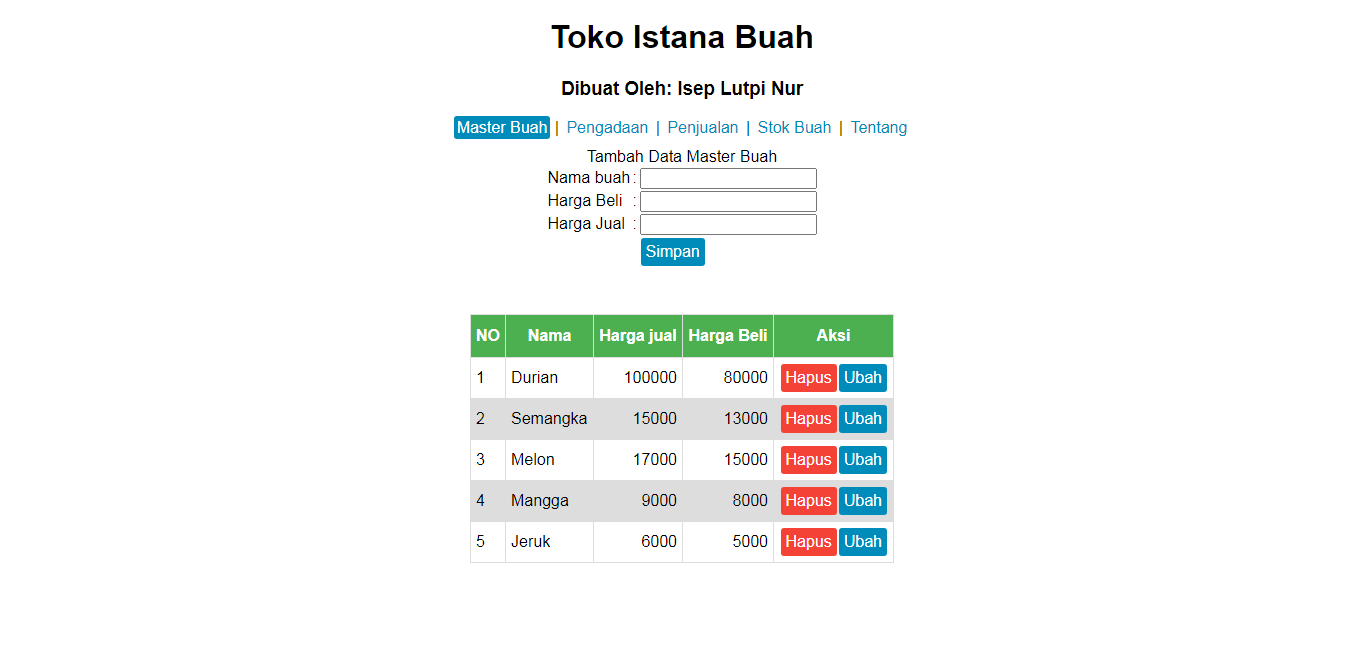 Toko Istana Buah
Dibuat Oleh: Isep Lutpi Nur
Master Buah | Pengadaan | Penjualan | Stok Buah | Tentang
Tambah Data Master Buah
Nama buah :
Harga Beli :
Harga Jual :
Simpan
NO Nama Harga jual Harga Beli Aksi
1 Durian 100000 80000 Hapus Ubah
2 Semangka 15000 13000 Hapus Ubah
3 Melon 17000 15000 Hapus Ubah
4 Mangga 9000 8000 Hapus Ubah
5 Jeruk 6000 5000 Hapus Ubah